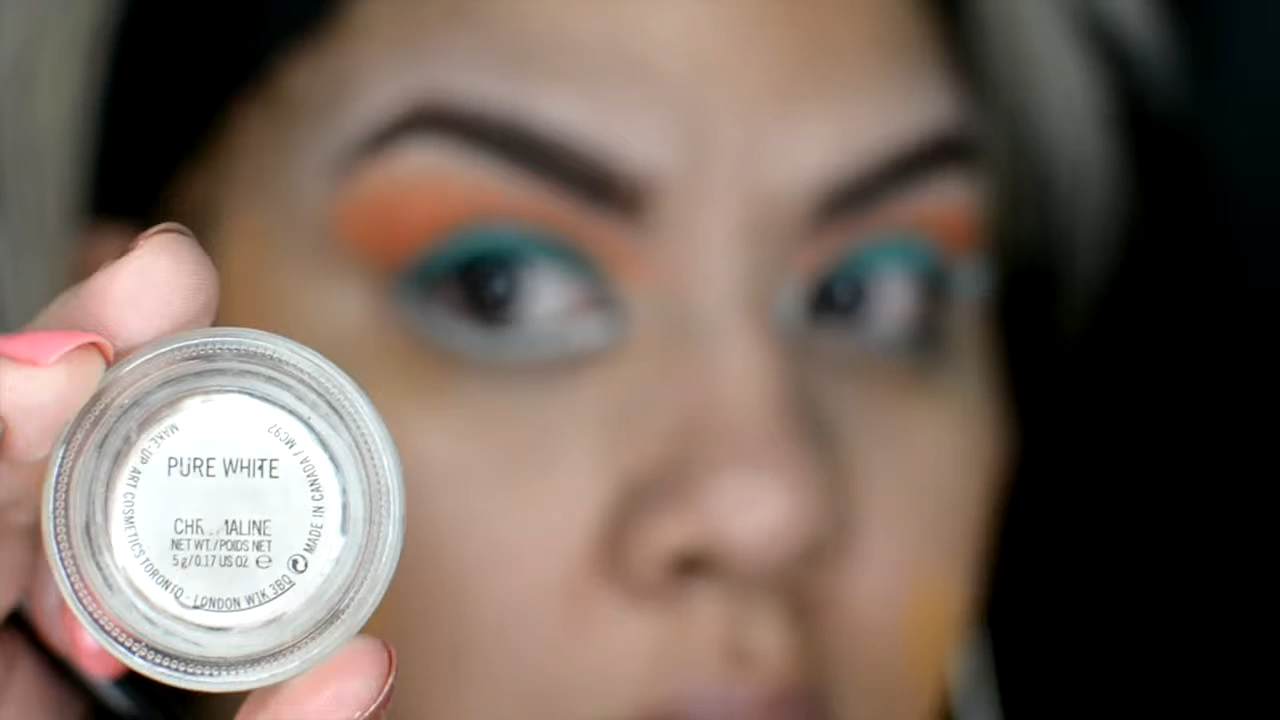 PURE WHITE
NET WT./POIDS NET
5 g/0.17 US OZ ℮
MAKE-UP ART COSMETICS TORONTO - LONDON W1K 3BQ
MADE IN CANADA / MC97